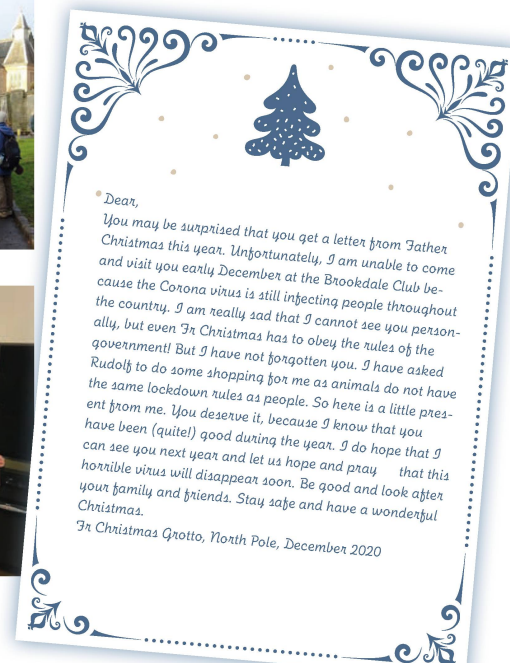 Dear,
You may be surprised that you get a letter from Father
Christmas this year. Unfortunately, I am unable to come
and visit you early December at the Brookdale Club be-
cause the Corona virus is still infecting people throughout
the country. I am really sad that I cannot see you person-
ally, but even Fr Christmas has to obey the rules of the
government! But I have not forgotten you. I have asked
Rudolf to do some shopping for me as animals do not have
the same lockdown rules as people. So here is a little pres-
ent from me. You deserve it, because I know that you
have been (quite!) good during the year. I do hope that I
can see you next year and let us hope and pray that this
horrible virus will disappear soon. Be good and look after
your family and friends. Stay safe and have a wonderful
Christmas.
Fr Christmas Grotto, North Pole, December 2020